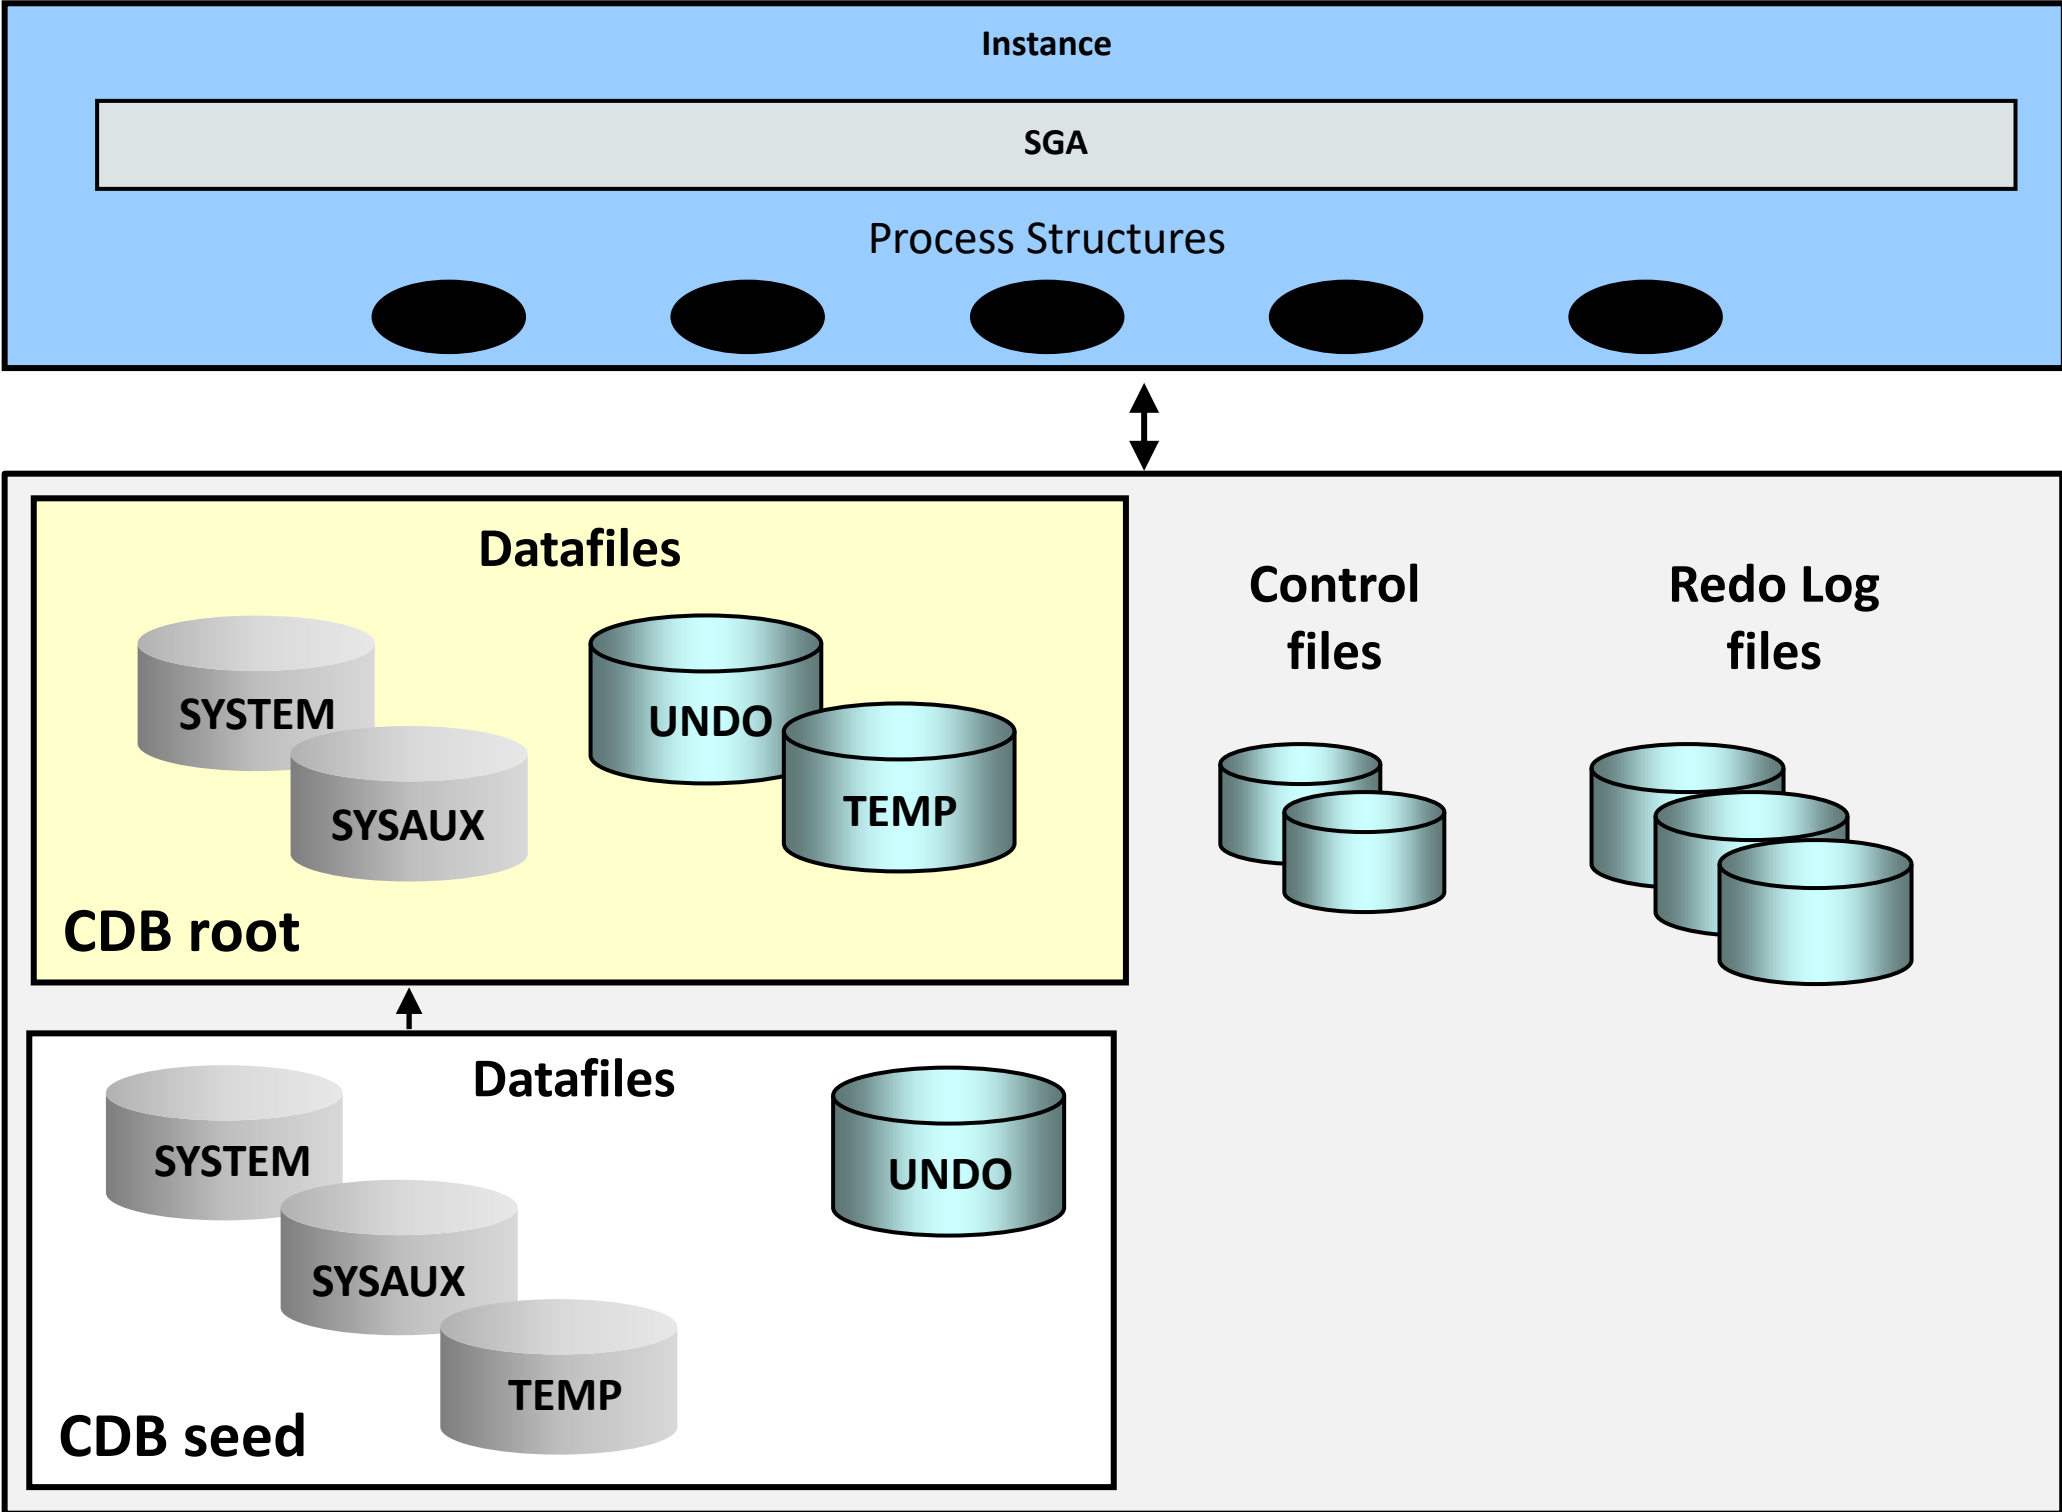 Instance
SGA
Process Structures
Datafiles
SYSTEM
SYSAUX
UNDO
TEMP
CDB root
Control
files
Redo Log
files
Datafiles
SYSTEM
SYSAUX
TEMP
UNDO
CDB seed